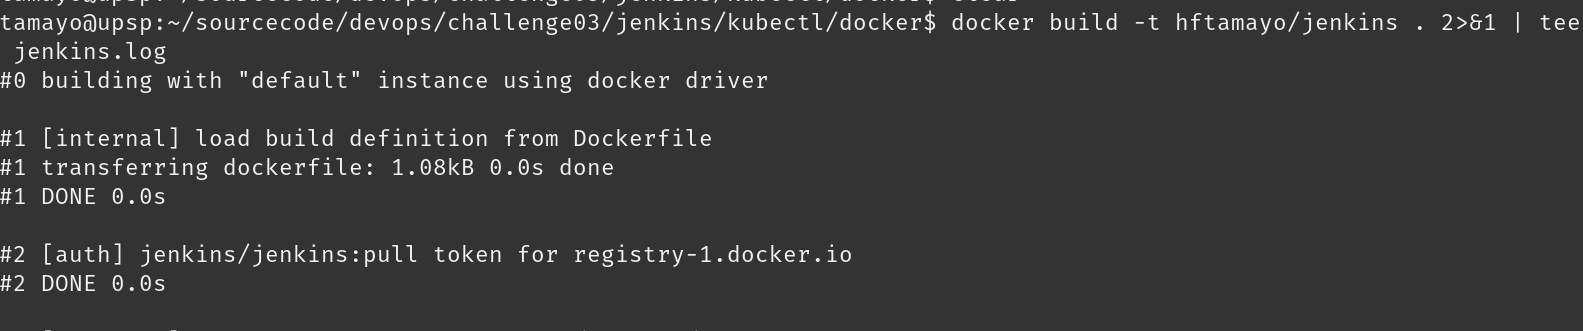 tamayo@upsp:~/sourcecode/devops/challenge03/jenkins/kubectl/docker$ docker build -t hftamayo/jenkins . 2>&1 | tee
jenkins.log
#0 building with "default" instance using docker driver
#1 [internal] load build definition from Dockerfile
#1 transferring dockerfile: 1.08kB 0.0s done
#1 DONE 0.0s
#2 [auth] jenkins/jenkins:pull token for registry-1.docker.io
#2 DONE 0.0s